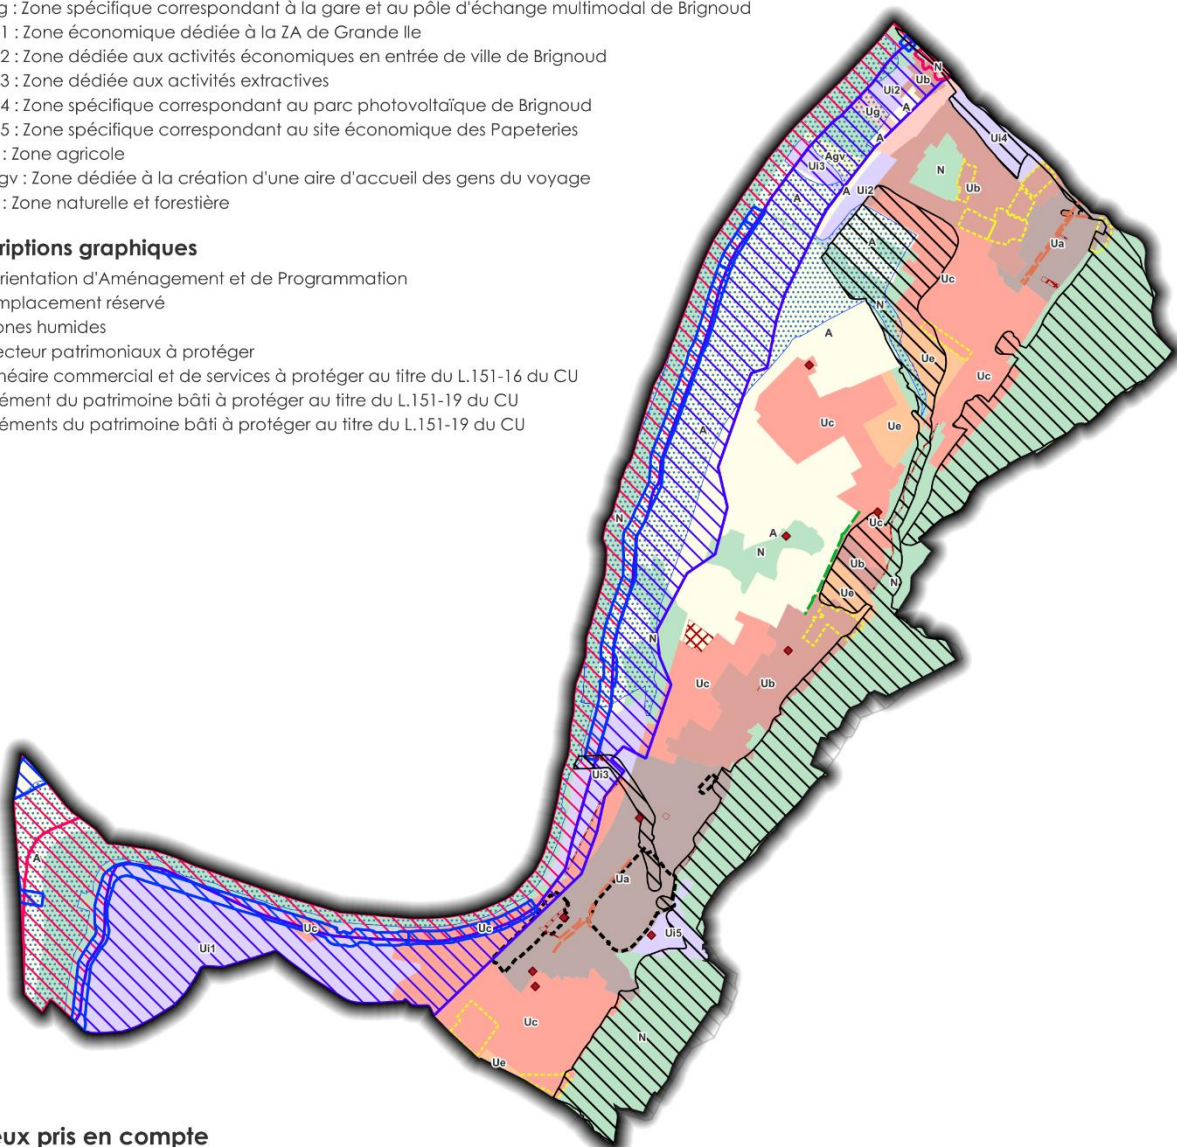 g : Zone spécifique correspondant à la gare et au pôle d'échange multimodal de Brignoud
1 : Zone économique dédiée à la ZA de Grande Ile
2 : Zone dédiée aux activités économiques en entrée de ville de Brignoud
3 : Zone dédiée aux activités extractives
4 : Zone spécifique correspondant au parc photovoltaïque de Brignoud
5 : Zone spécifique correspondant au site économique des Papeteries
: Zone agricole
gv : Zone dédiée à la création d'une aire d'accueil des gens du voyage
: Zone naturelle et forestière
riptions graphiques
rientation d'Aménagement et de Programmation
mplacement réservé
ones humides
ecteur patrimoniaux à protéger
néaire commercial et de services à protéger au titre du L.151-16 du CU
ément du patrimoine bâti à protéger au titre du L.151-19 du CU
éments du patrimoine bâti à protéger au titre du L.151-19 du CU
N
Ub
Ui2
A
Ug
A
Ui4
Agv
Ui3
N
Ub
A
A
Ui2
A
Ua
Uc
N
A
Ue
Uc
Uc
Ue
A
N
Uc
A
N
Ub
N
Ue
N
Uc
Ub
Ui3
A
Ua
Uc
Uc
Ui5
Ui1
Uc
N
Ue
eux pris en compte